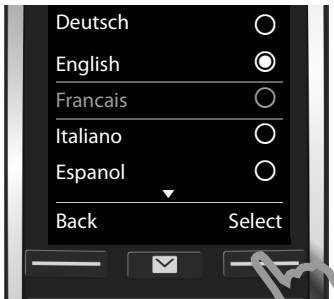 Deutsch
English
Francais
Italiano
Espanol
Back Select